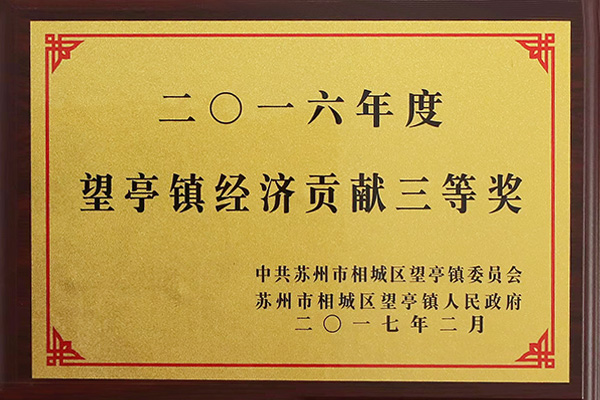 二〇一六年度
望亭镇经济贡献三等奖
中共苏州市相城区望亭镇委员会
苏州市相城区望亭镇人民政府
二〇一七年二月